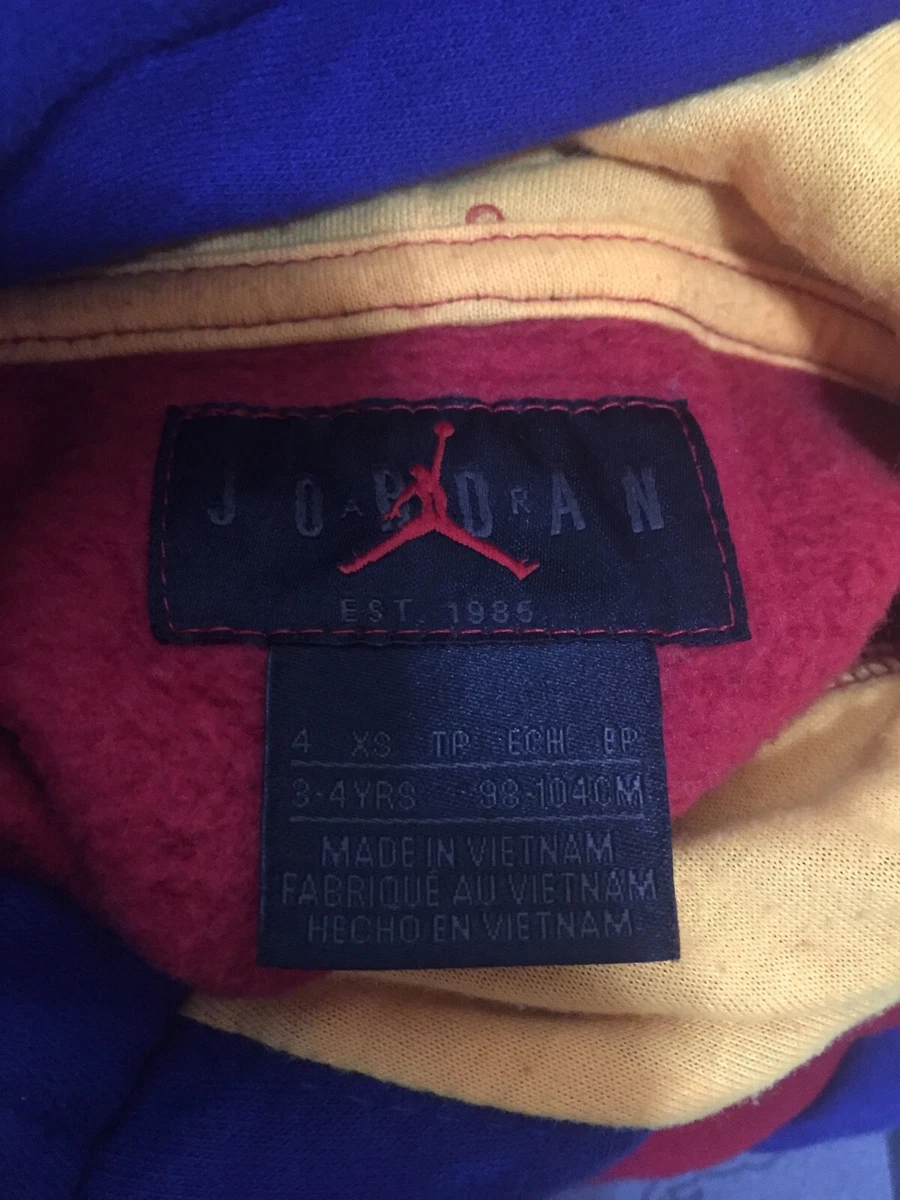 JORDAN
AIR
EST. 1985
4 XS TP ECH EP
3-4YRS 98-104CM
MADE IN VIETNAM
FABRIQUÉ AU VIETNAM
HECHO EN VIETNAM